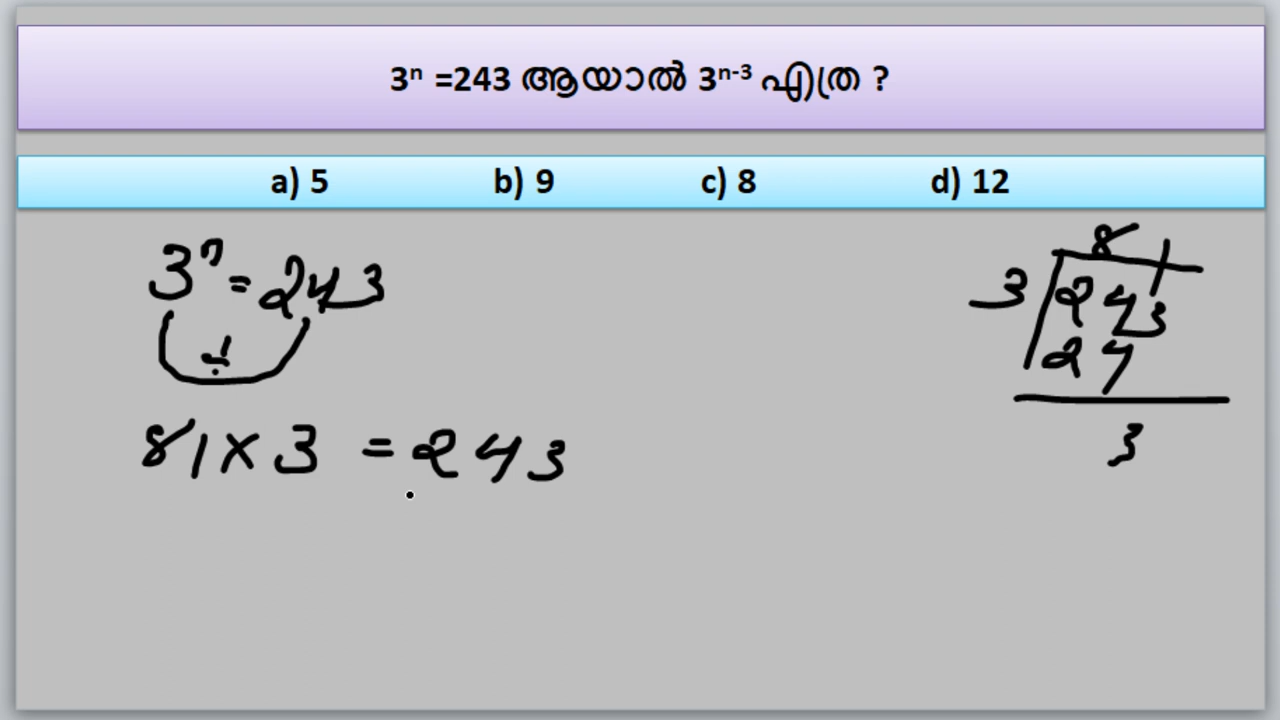 3ⁿ =243 ആയാൽ 3ⁿ⁻³ എത്ര ?
a) 5 b) 9 c) 8 d) 12
3ⁿ = 243
÷
81 × 3 = 243
81
3 243
24
3